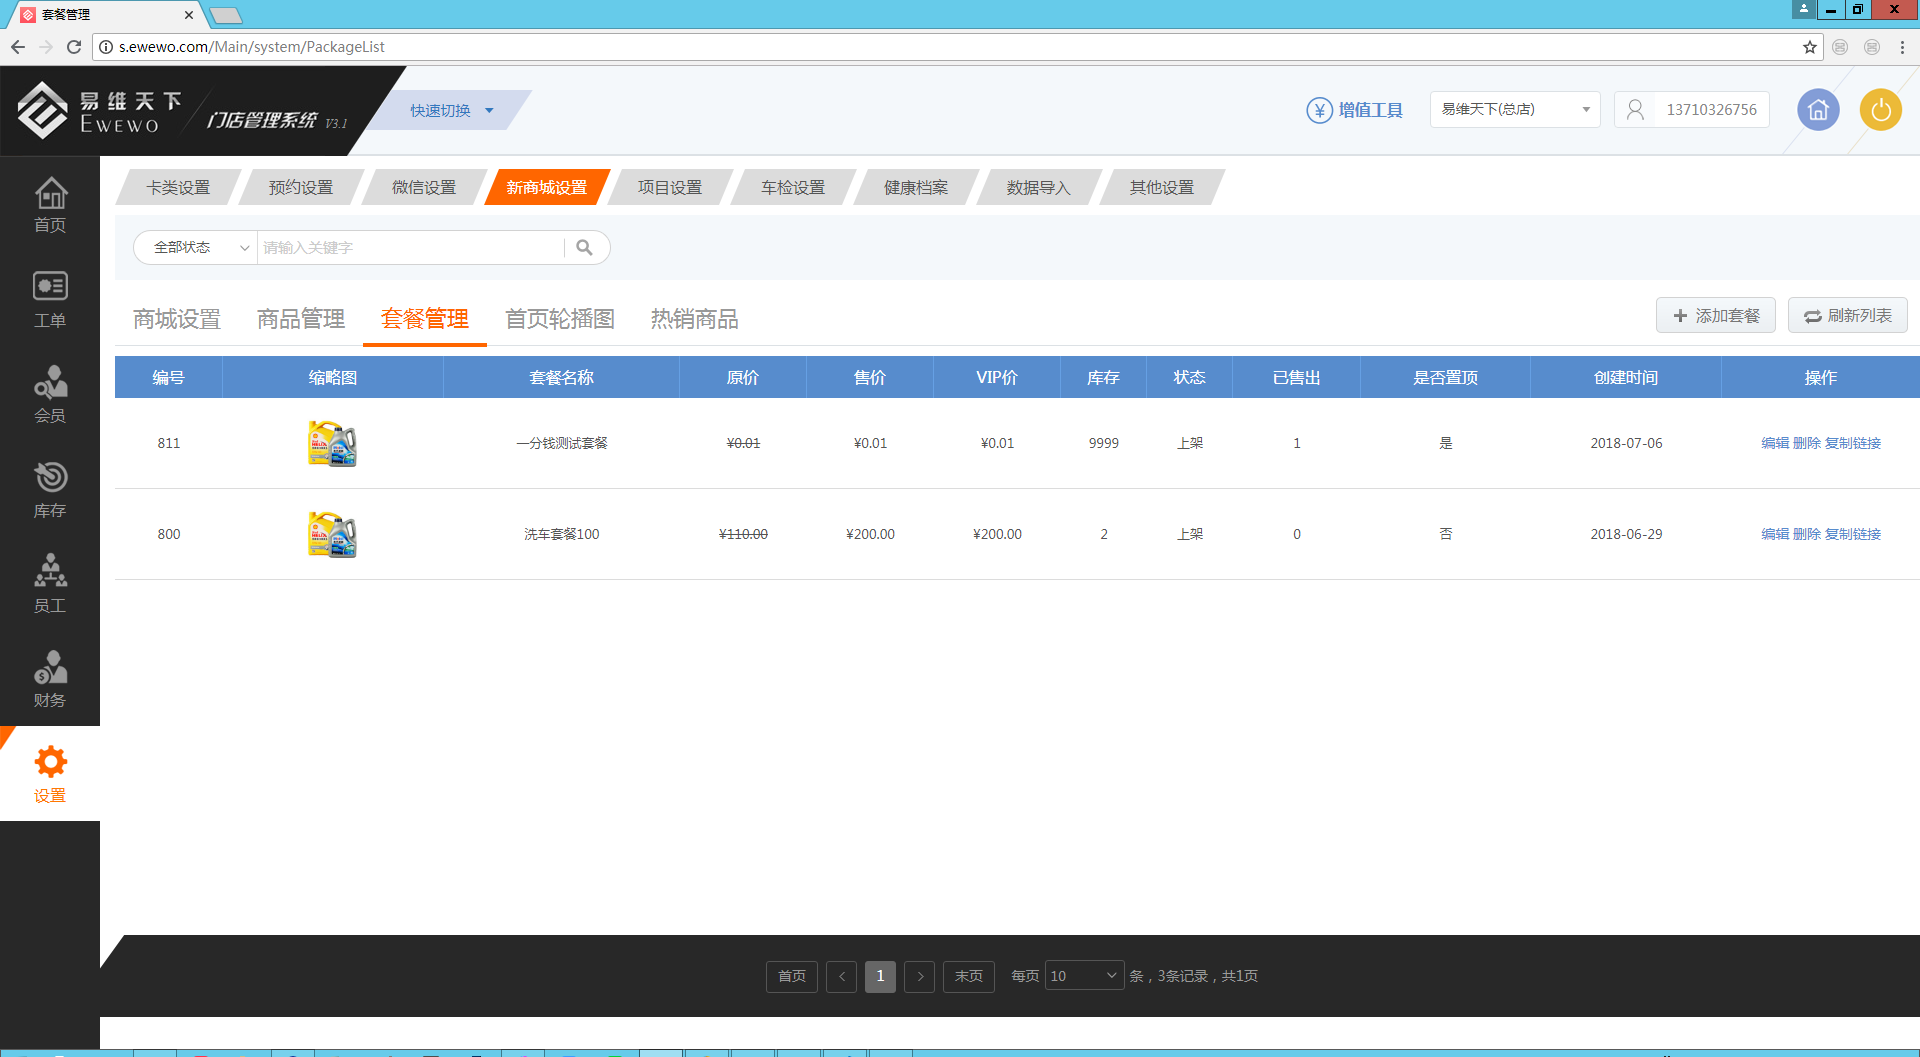 套餐管理
s.ewewo.com/Main/system/PackageList
易维天下
EWEWO
门店管理系统 V3.1
快速切换
¥ 增值工具
易维天下(总店)
13710326756
首页
工单
会员
库存
员工
财务
设置
卡类设置 预约设置 微信设置 新商城设置 项目设置 车检设置 健康档案 数据导入 其他设置
全部状态 请输入关键字
商城设置 商品管理 套餐管理 首页轮播图 热销商品
添加套餐 刷新列表
编号 缩略图 套餐名称 原价 售价 VIP价 库存 状态 已售出 是否置顶 创建时间 操作
811 一分钱测试套餐 ¥0.01 ¥0.01 ¥0.01 9999 上架 1 是 2018-07-06 编辑 删除 复制链接
HELIX
800 洗车套餐100 ¥110.00 ¥200.00 ¥200.00 2 上架 0 否 2018-06-29 编辑 删除 复制链接
HELIX
首页 < 1 > 末页 每页 10 条，3条记录，共1页